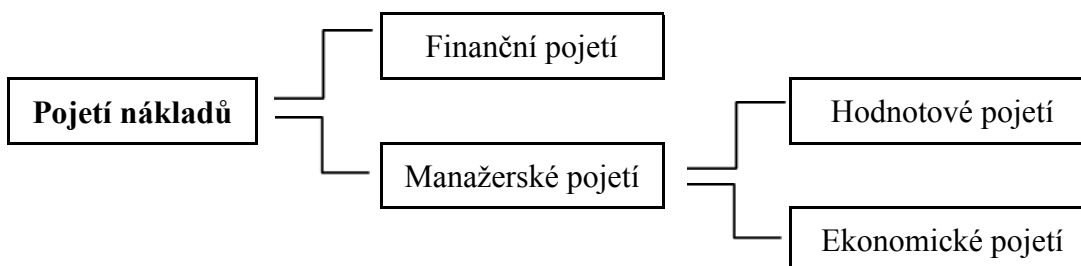 Finanční pojetí
Pojetí nákladů
Hodnotové pojetí
Manažerské pojetí
Ekonomické pojetí